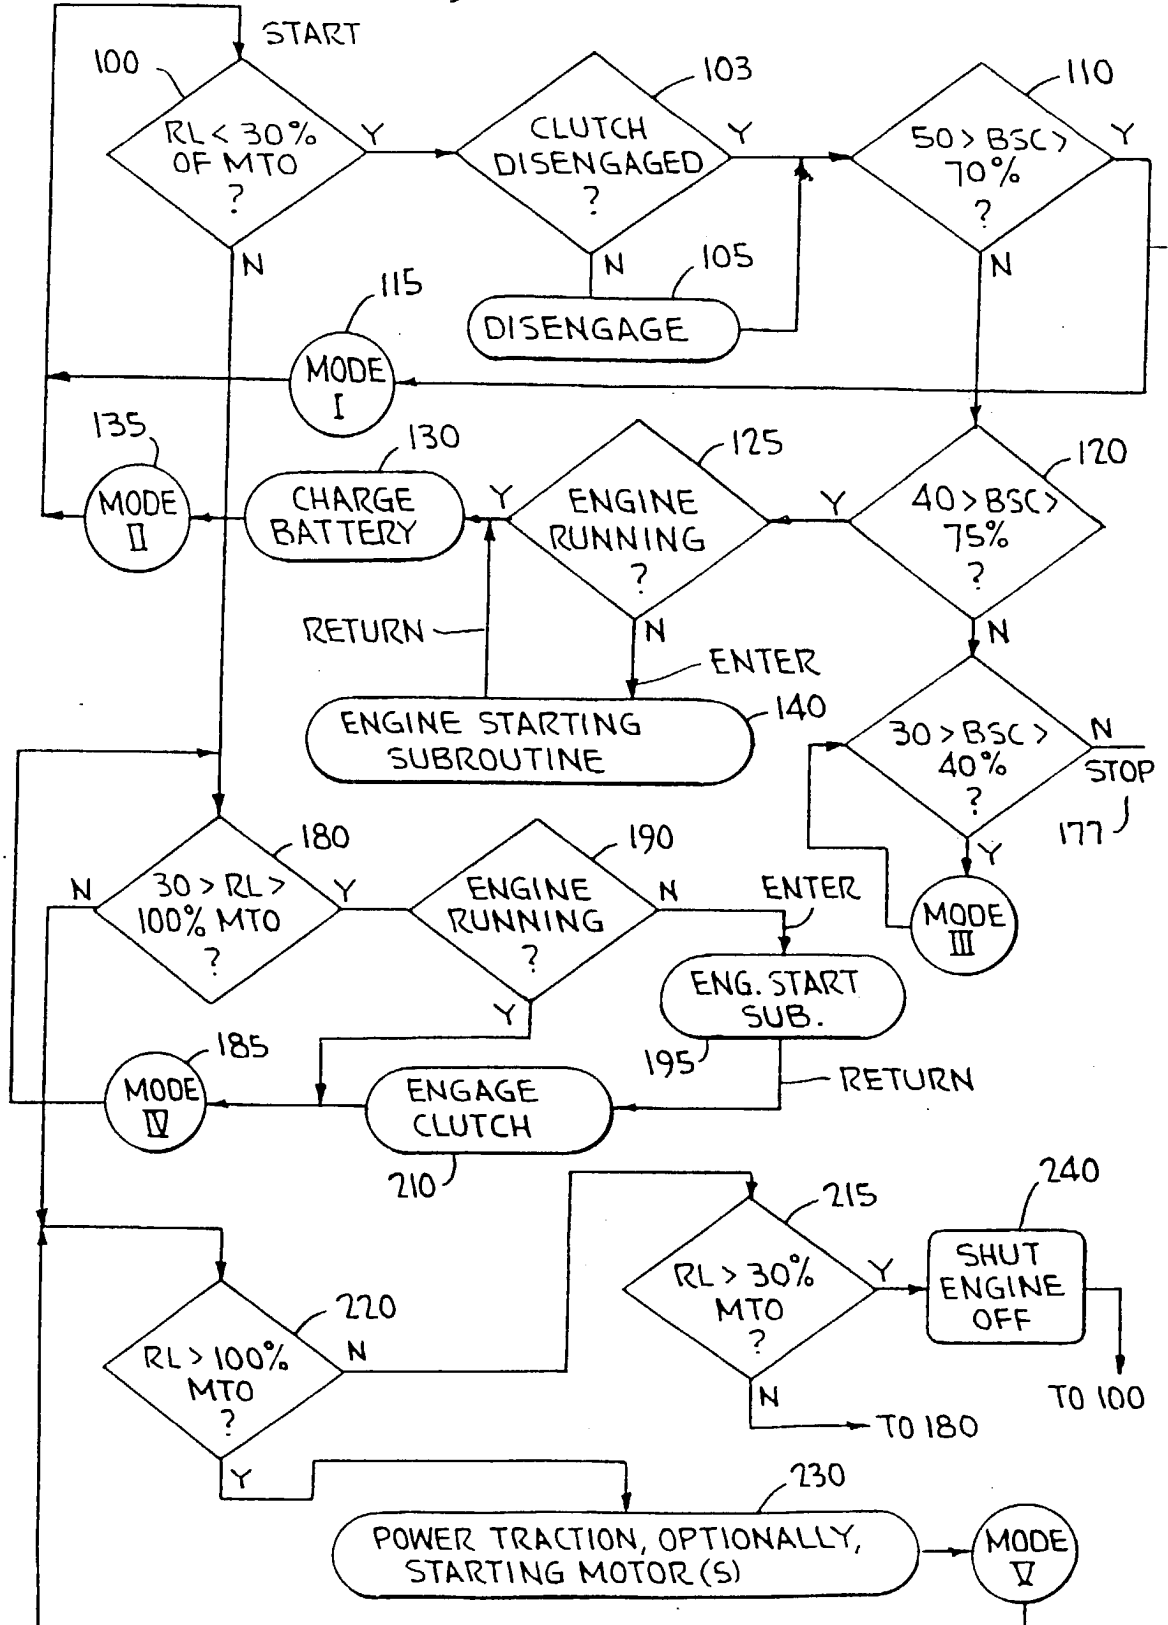 START
100
RL < 30%
OF MTO
?
Y
N
103
CLUTCH
DISENGAGED
?
Y
N
105
DISENGAGE
110
50 > BSC >
70%
?
Y
N
115
MODE
I
135
MODE
II
130
CHARGE
BATTERY
Y
125
ENGINE
RUNNING
?
N
Y
120
40 > BSC >
75%
?
N
RETURN
ENTER
140
ENGINE STARTING
SUBROUTINE
30 > BSC >
40%
?
N
STOP
177
Y
MODE
III
180
N
30 > RL >
100% MTO
?
Y
190
ENGINE
RUNNING
?
N
Y
ENTER
ENG. START
SUB.
195
RETURN
185
MODE
IV
ENGAGE
CLUTCH
210
215
RL > 30%
MTO
?
Y
N
TO 180
240
SHUT
ENGINE
OFF
TO 100
220
RL > 100%
MTO
?
N
Y
230
POWER TRACTION, OPTIONALLY,
STARTING MOTOR(S)
MODE
V